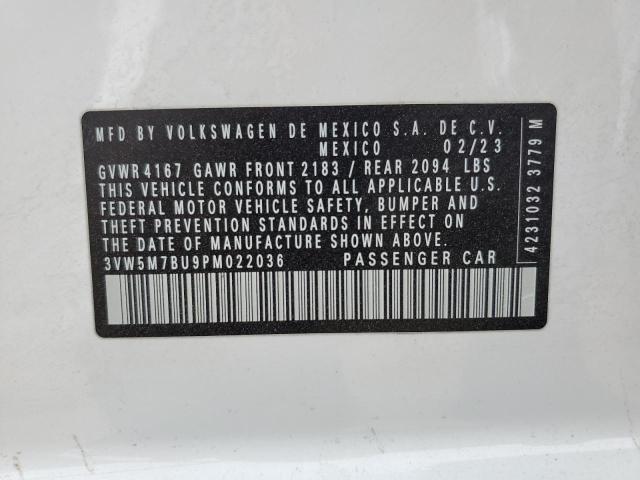 MFD BY VOLKSWAGEN DE MEXICO S.A. DE C.V.
MEXICO 02/23
GVWR 4167 GAWR FRONT 2183 / REAR 2094 LBS
THIS VEHICLE CONFORMS TO ALL APPLICABLE U.S.
FEDERAL MOTOR VEHICLE SAFETY, BUMPER AND
THEFT PREVENTION STANDARDS IN EFFECT ON
THE DATE OF MANUFACTURE SHOWN ABOVE.
3VW5M7BU9PM022036 PASSENGER CAR
4231032 3779 M